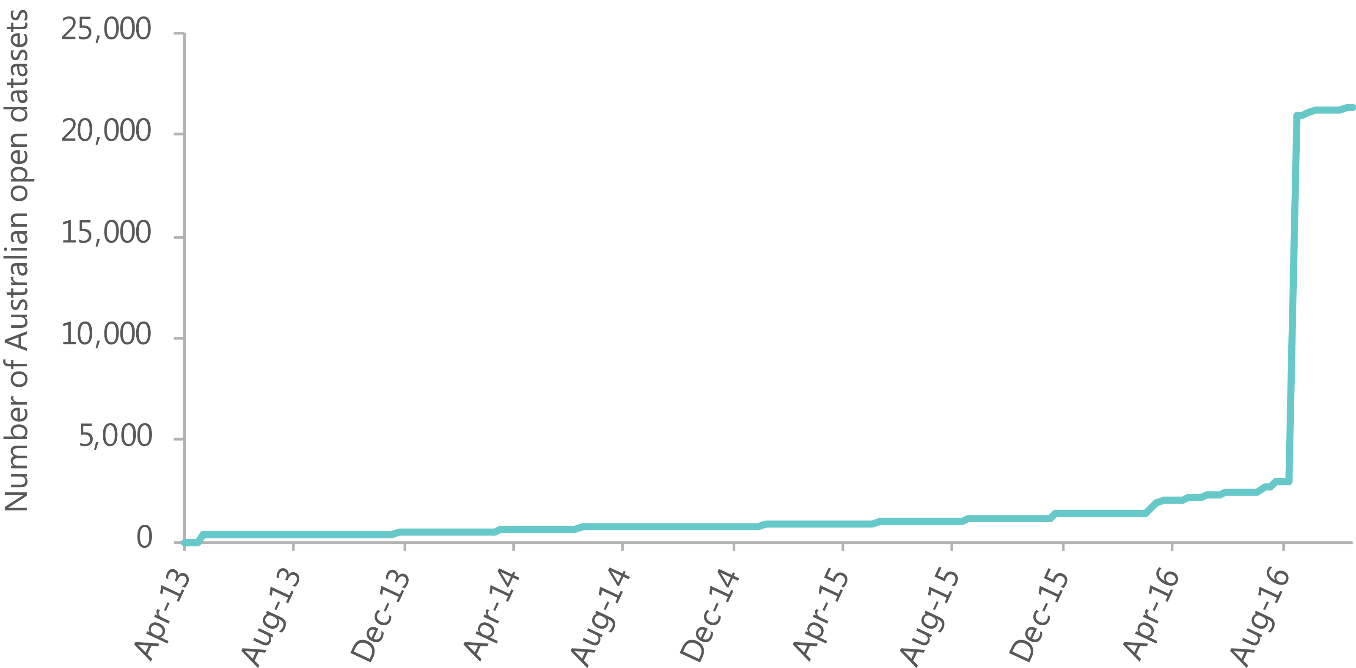 Number of Australian open datasets
25,000
20,000
15,000
10,000
5,000
0
Apr-13
Aug-13
Dec-13
Apr-14
Aug-14
Dec-14
Apr-15
Aug-15
Dec-15
Apr-16
Aug-16